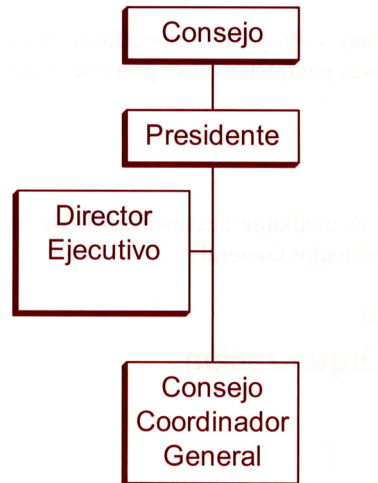 Consejo
Presidente
Director
Ejecutivo
Consejo
Coordinador
General